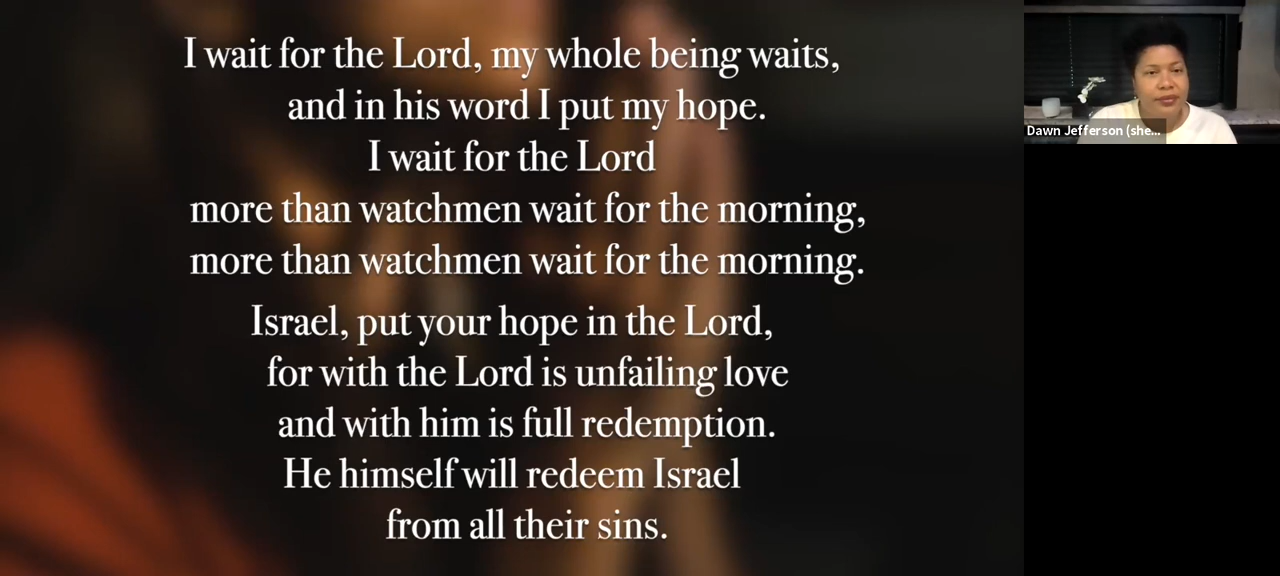 I wait for the Lord, my whole being waits,
and in his word I put my hope.
I wait for the Lord
more than watchmen wait for the morning,
more than watchmen wait for the morning.
Israel, put your hope in the Lord,
for with the Lord is unfailing love
and with him is full redemption.
He himself will redeem Israel
from all their sins.
Dawn Jefferson (she...